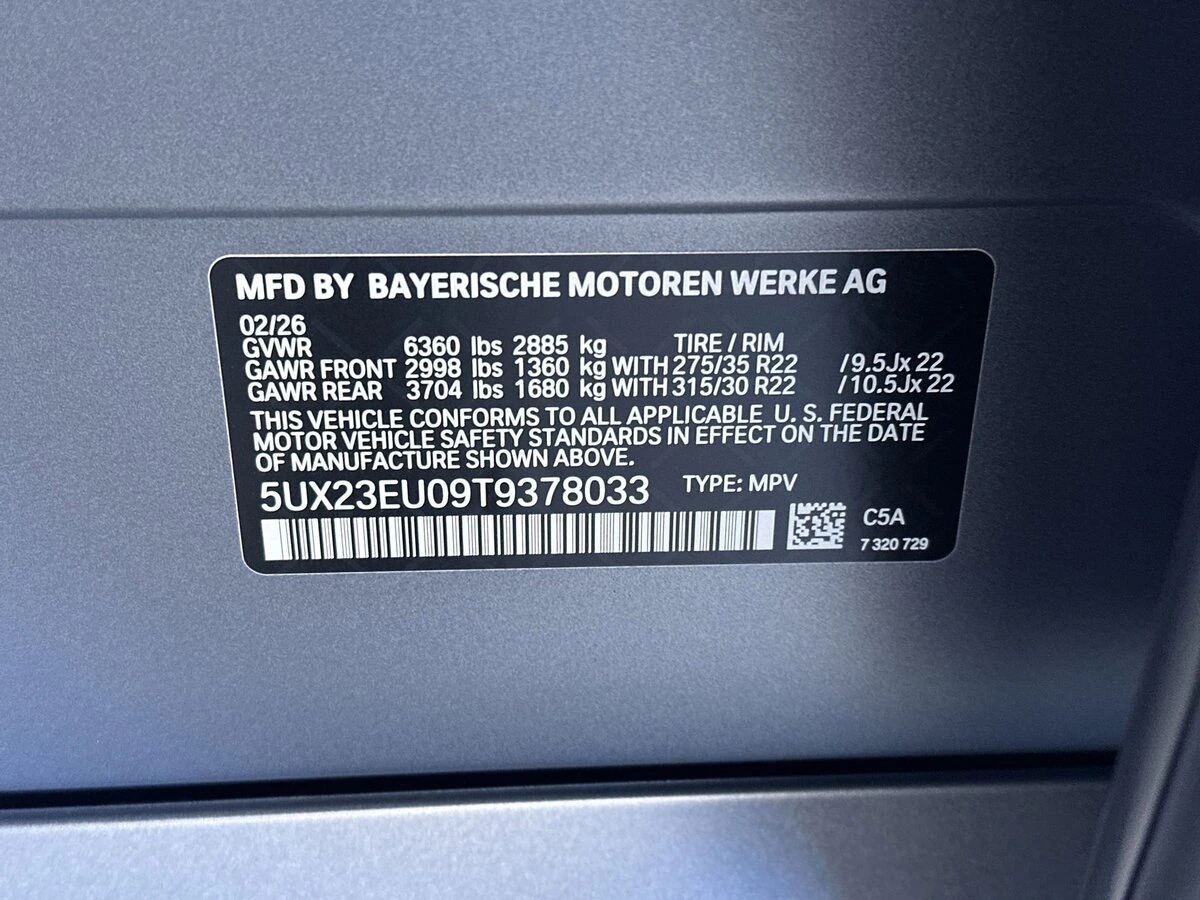 MFD BY BAYERISCHE MOTOREN WERKE AG
02/26
GVWR 6360 lbs 2885 kg TIRE / RIM
GAWR FRONT 2998 lbs 1360 kg WITH 275/35 R22 /9.5Jx 22
GAWR REAR 3704 lbs 1680 kg WITH 315/30 R22 /10.5Jx 22
THIS VEHICLE CONFORMS TO ALL APPLICABLE U. S. FEDERAL
MOTOR VEHICLE SAFETY STANDARDS IN EFFECT ON THE DATE
OF MANUFACTURE SHOWN ABOVE.
5UX23EU09T9378033 TYPE: MPV
C5A
7 320 729